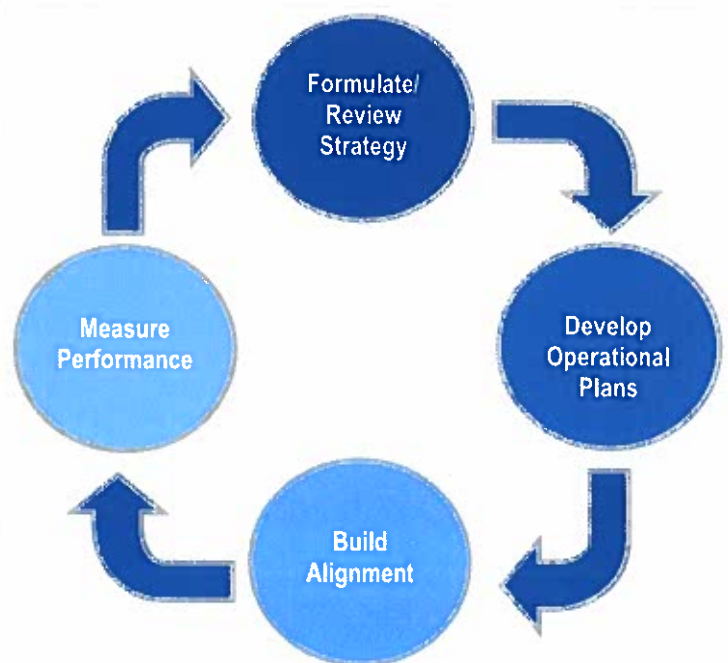 Formulate/
Review
Strategy
Develop
Operational
Plans
Build
Alignment
Measure
Performance